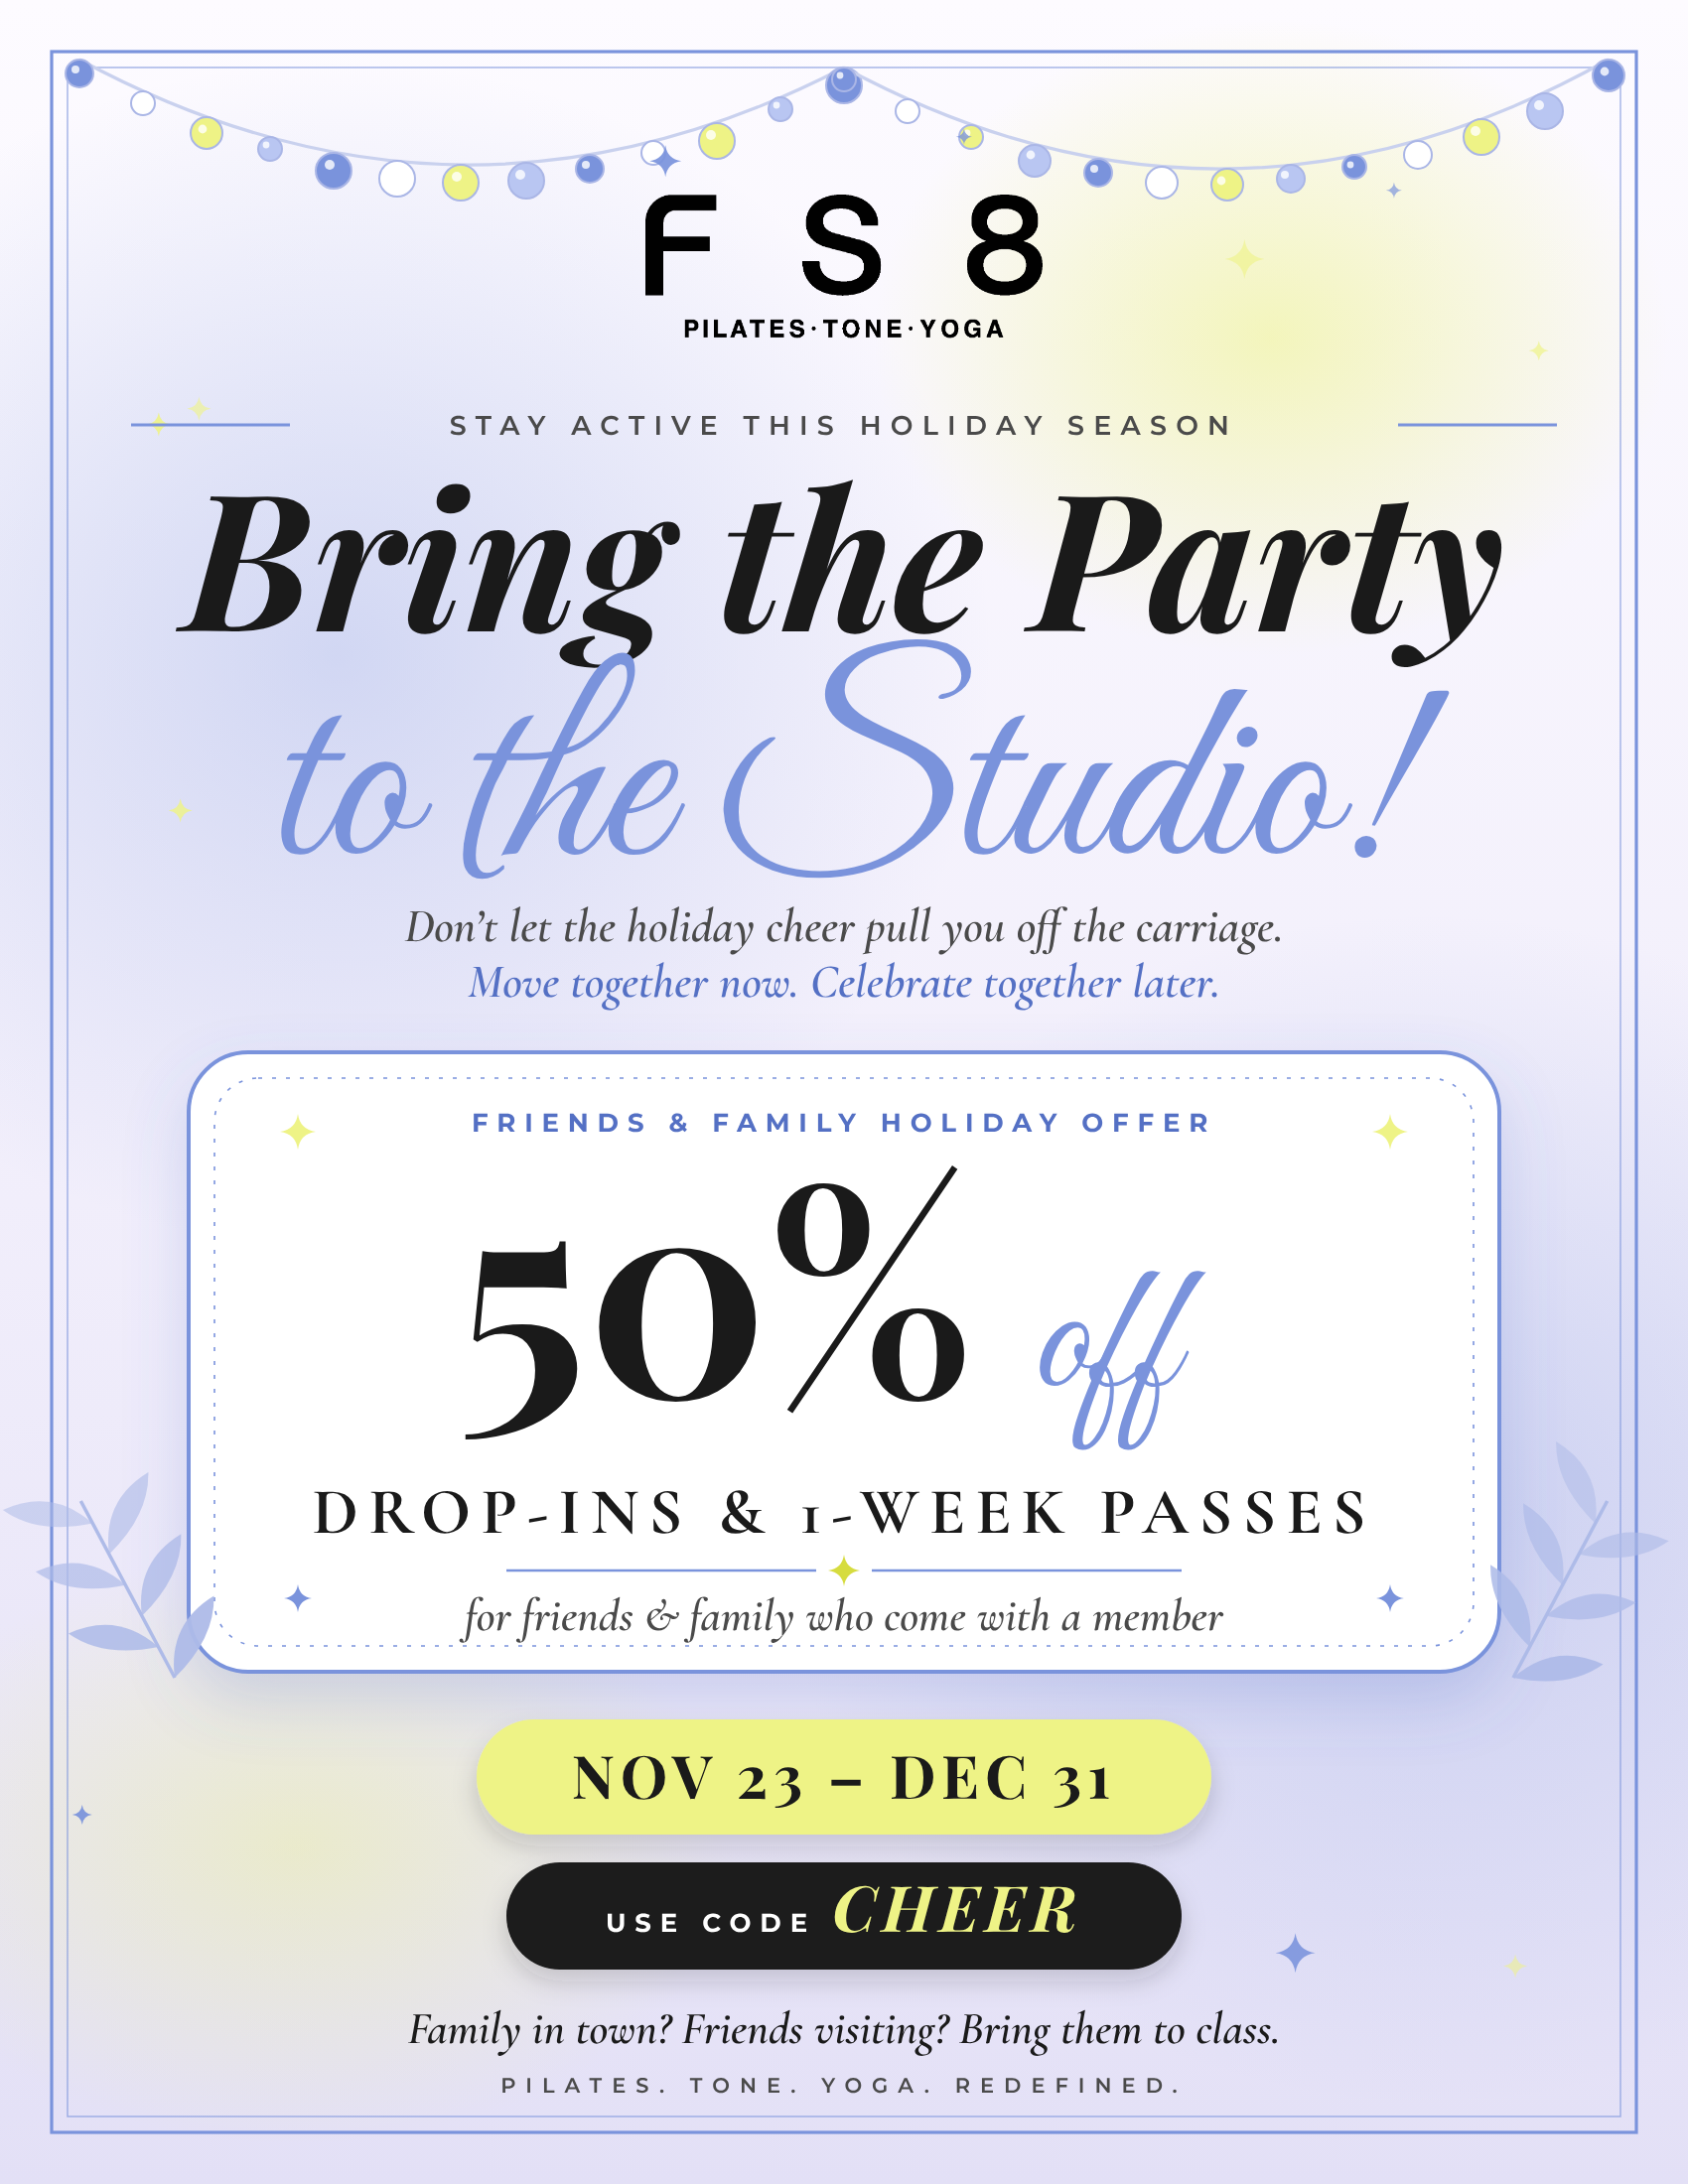 F S 8
PILATES·TONE·YOGA
STAY ACTIVE THIS HOLIDAY SEASON
Bring the Party
to the Studio!
Don’t let the holiday cheer pull you off the carriage.
Move together now. Celebrate together later.
FRIENDS & FAMILY HOLIDAY OFFER
50% off
DROP-INS & 1-WEEK PASSES
for friends & family who come with a member
NOV 23 – DEC 31
USE CODE CHEER
Family in town? Friends visiting? Bring them to class.
PILATES. TONE. YOGA. REDEFINED.